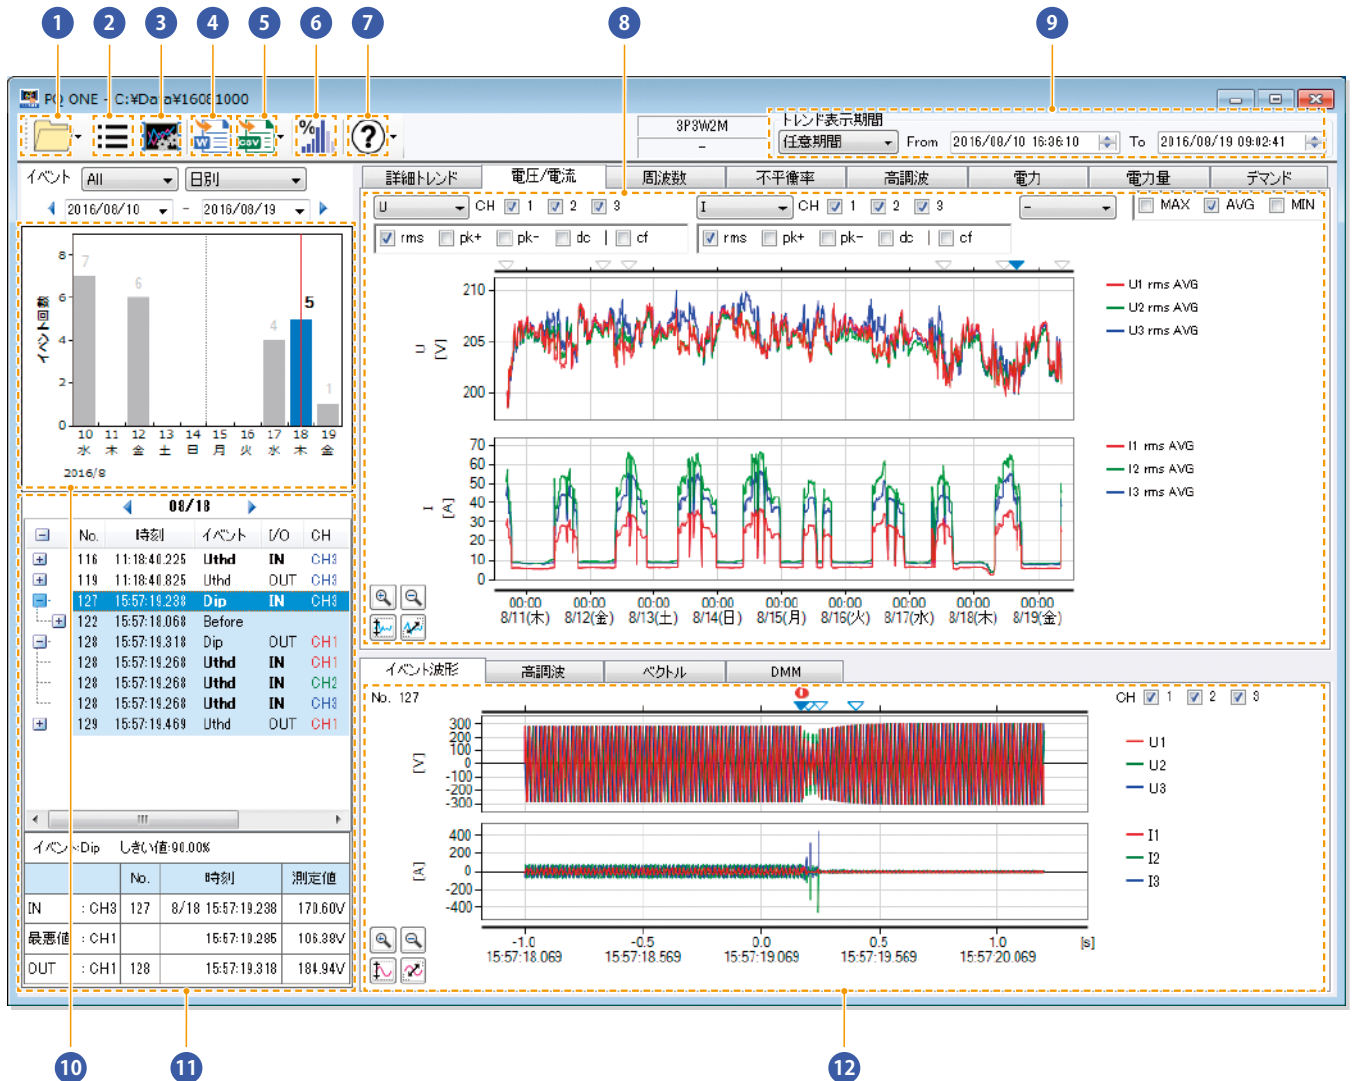 1 2 3 4 5 6 7 8 9
PQ ONE - C:¥Data¥16081000
W CSV % ?
3P3W2M
-
トレンド表示期間
任意期間 From 2016/08/10 16:36:10 To 2016/08/19 09:02:41
イベント All 日別
2016/08/10 - 2016/08/19
イベント回数
8 6 4 2 0
7 6 4 5 1
10 11 12 13 14 15 16 17 18 19
水 木 金 土 日 月 火 水 木 金
2016/8
08/18
No. 時刻 イベント I/O CH
116 11:18:40.225 Uthd IN CH3
119 11:18:40.825 Uthd OUT CH3
127 15:57:19.238 Dip IN CH3
122 15:57:18.068 Before
128 15:57:19.318 Dip OUT CH1
128 15:57:19.268 Uthd IN CH1
128 15:57:19.268 Uthd IN CH2
128 15:57:19.268 Uthd IN CH3
129 15:57:19.469 Uthd OUT CH1
イベント:Dip しきい値:90.00%
No. 時刻 測定値
IN : CH3 127 8/18 15:57:19.238 170.60V
最悪値 : CH1 15:57:19.285 106.38V
OUT : CH1 128 15:57:19.318 184.94V
詳細トレンド 電圧/電流 周波数 不平衡率 高調波 電力 電力量 デマンド
U CH 1 2 3 I CH 1 2 3 - MAX AVG MIN
rms pk+ pk- dc | cf rms pk+ pk- dc | cf
U [V]
210
205
200
U1 rms AVG
U2 rms AVG
U3 rms AVG
I [A]
70
60
50
40
30
20
10
0
I1 rms AVG
I2 rms AVG
I3 rms AVG
00:00 00:00 00:00 00:00 00:00 00:00 00:00 00:00 00:00
8/11(木) 8/12(金) 8/13(土) 8/14(日) 8/15(月) 8/16(火) 8/17(水) 8/18(木) 8/19(金)
イベント波形 高調波 ベクトル DMM
No. 127 CH 1 2 3
[V]
300
200
100
0
-100
-200
-300
U1
U2
U3
[A]
400
200
0
-200
-400
I1
I2
I3
-1.0 -0.5 0.0 0.5 1.0 [s]
15:57:18.069 15:57:18.569 15:57:19.069 15:57:19.569 15:57:20.069
10 11 12